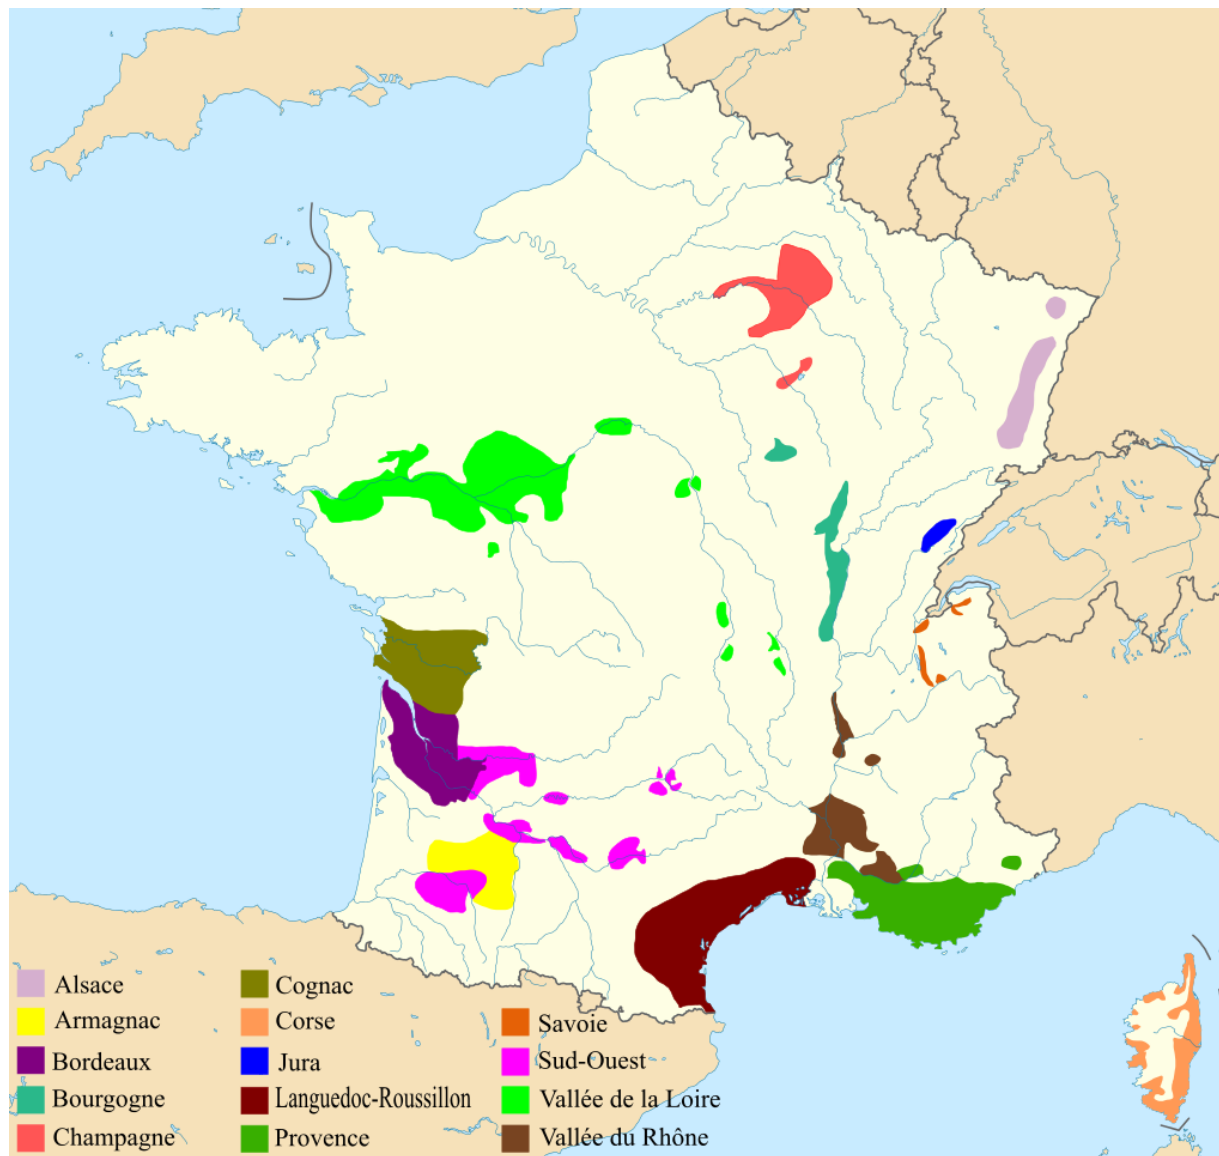 Alsace
Armagnac
Bordeaux
Bourgogne
Champagne
Cognac
Corse
Jura
Languedoc-Roussillon
Provence
Savoie
Sud-Ouest
Vallée de la Loire
Vallée du Rhône